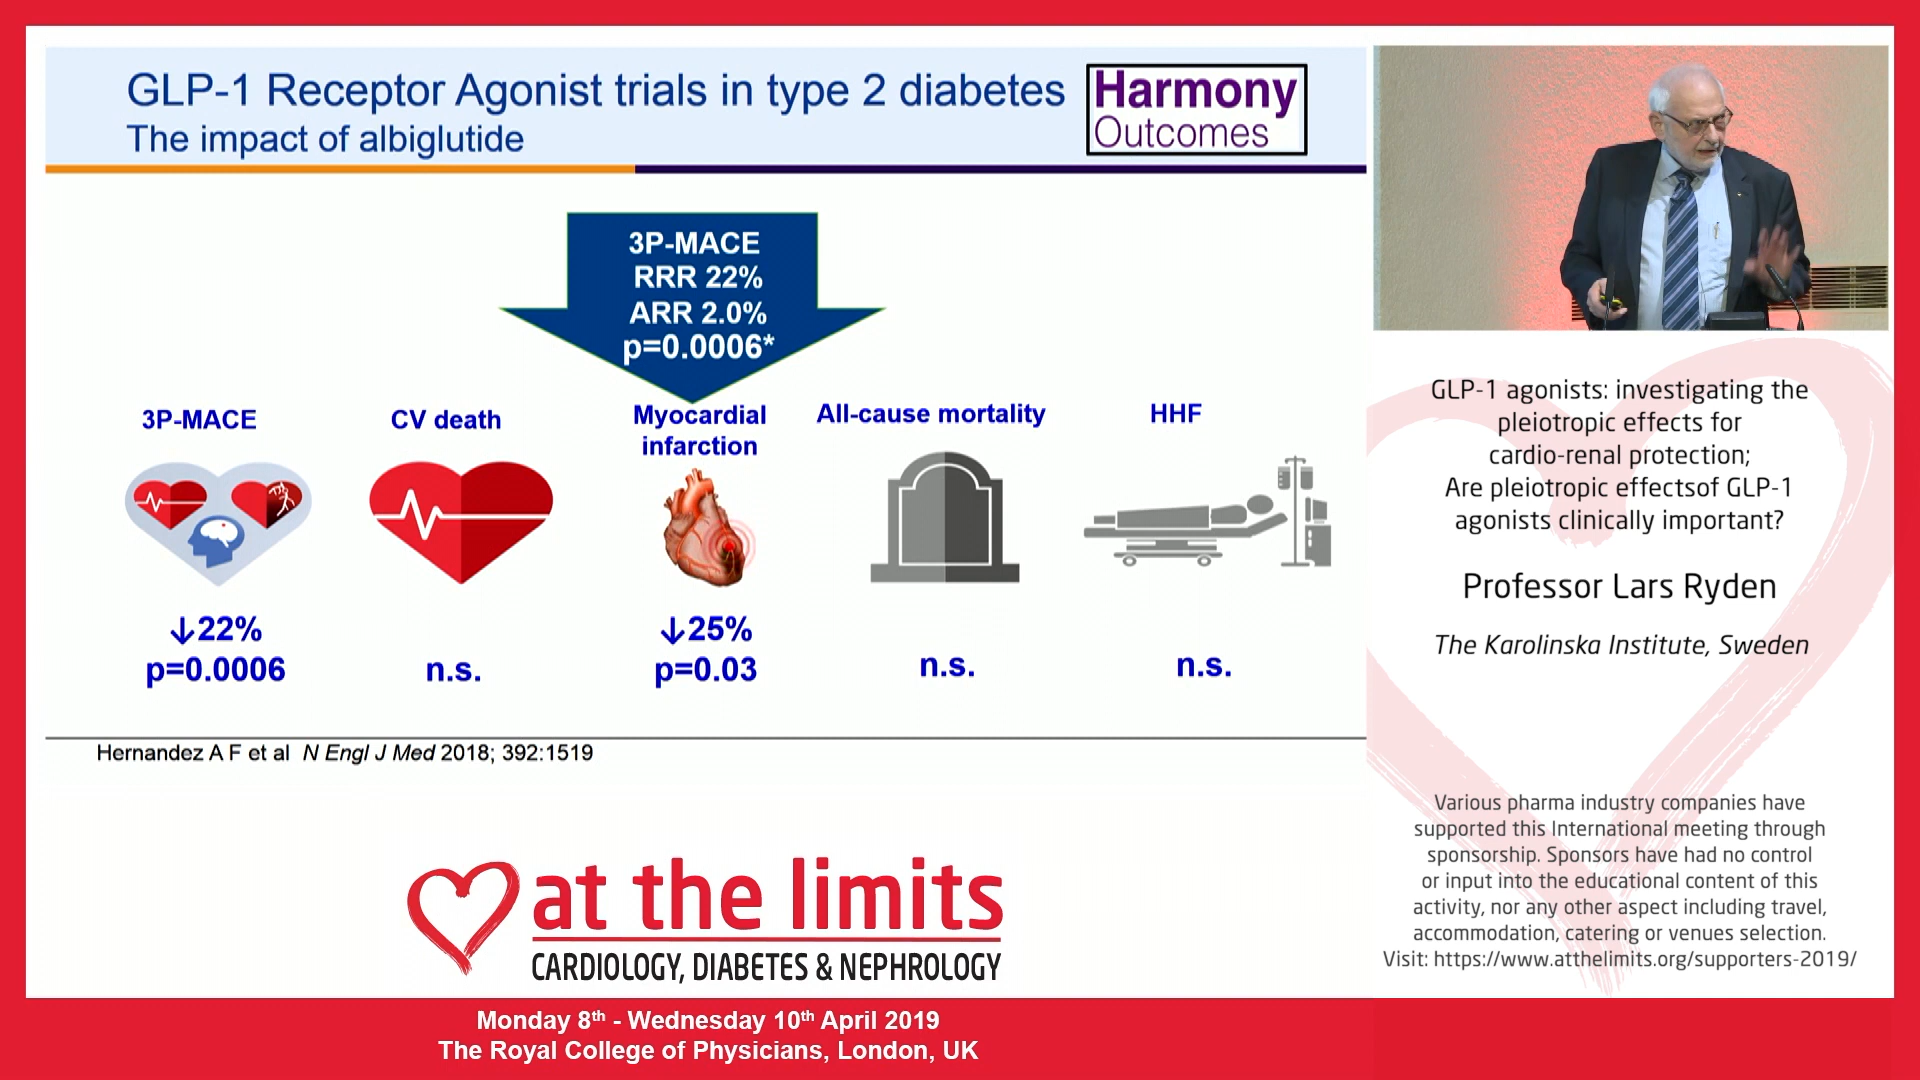 GLP-1 Receptor Agonist trials in type 2 diabetes
The impact of albiglutide
Harmony
Outcomes
3P-MACE
RRR 22%
ARR 2.0%
p=0.0006*
3P-MACE
CV death
Myocardial
infarction
All-cause mortality
HHF
↓22%
p=0.0006
n.s.
↓25%
p=0.03
n.s.
n.s.
Hernandez A F et al N Engl J Med 2018; 392:1519
at the limits
CARDIOLOGY, DIABETES & NEPHROLOGY
Monday 8th - Wednesday 10th April 2019
The Royal College of Physicians, London, UK
GLP-1 agonists: investigating the
pleiotropic effects for
cardio-renal protection;
Are pleiotropic effectsof GLP-1
agonists clinically important?
Professor Lars Ryden
The Karolinska Institute, Sweden
Various pharma industry companies have
supported this International meeting through
sponsorship. Sponsors have had no control
or input into the educational content of this
activity, nor any other aspect including travel,
accommodation, catering or venues selection.
Visit: https://www.atthelimits.org/supporters-2019/